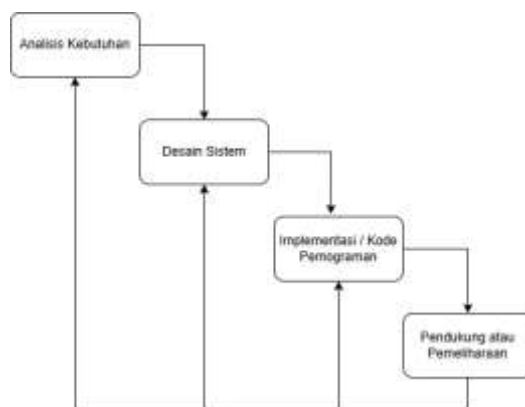 Analisis Kebutuhan
Desain Sistem
Implementasi / Kode
Pemograman
Pendukung atau
Pemeliharaan